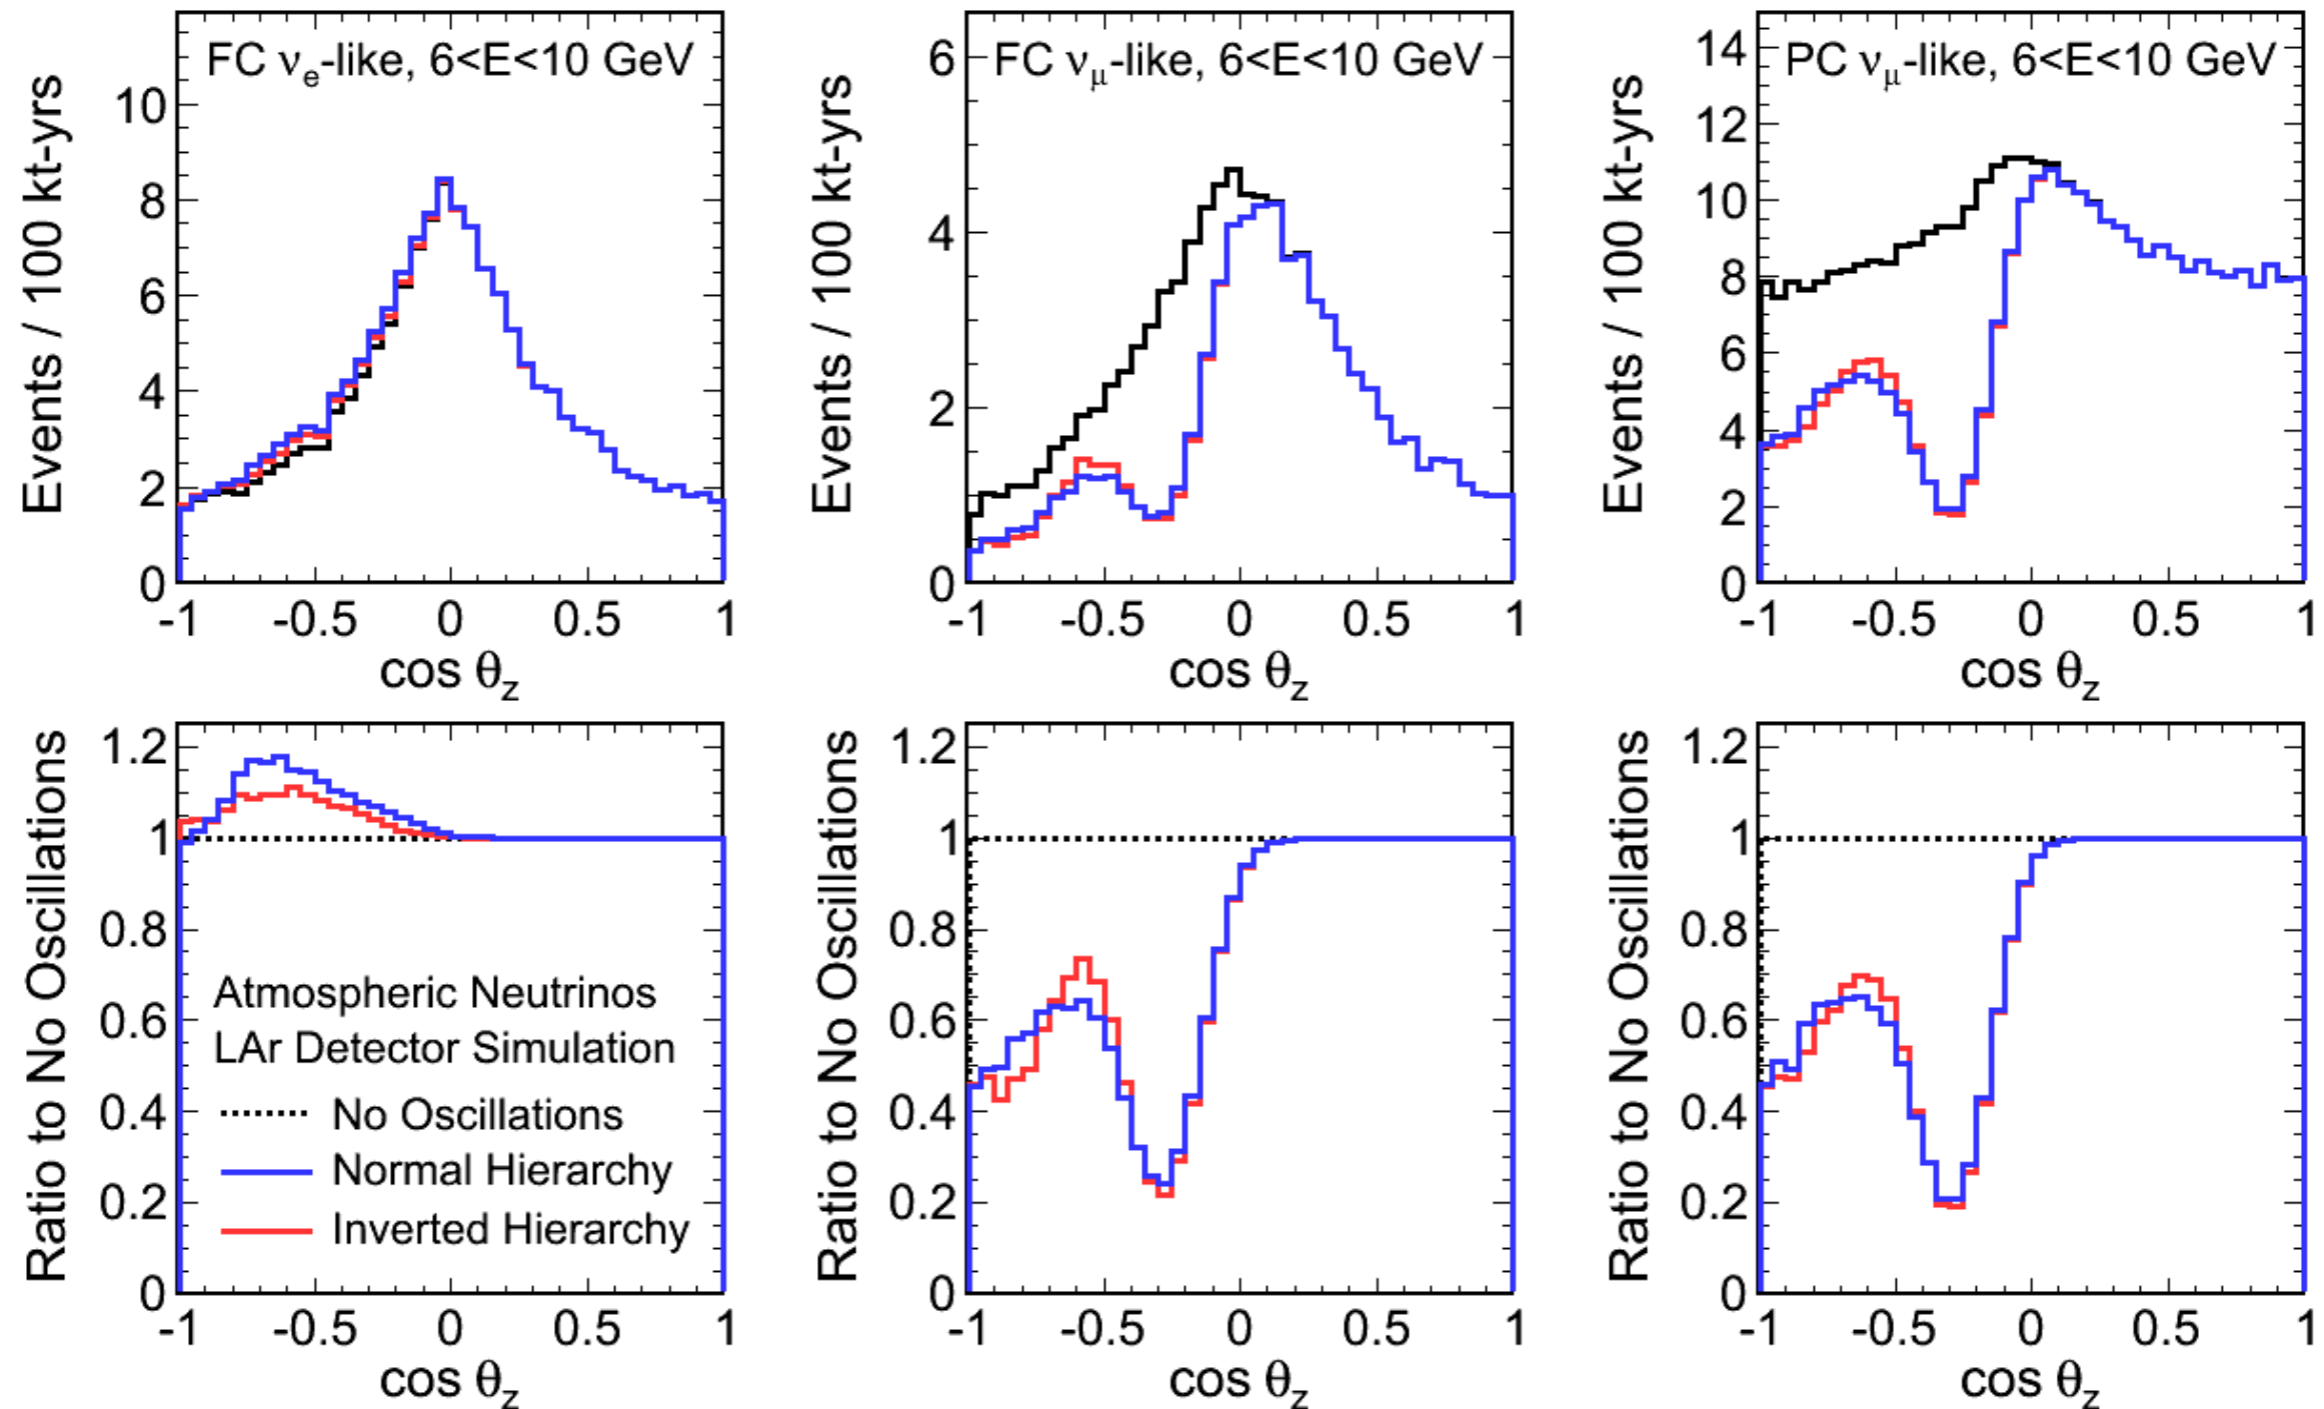 FC νe-like, 6<E<10 GeV
Events / 100 kt-yrs
10
8
6
4
2
0
-1 -0.5 0 0.5 1
cos θz
FC νμ-like, 6<E<10 GeV
Events / 100 kt-yrs
6
4
2
0
-1 -0.5 0 0.5 1
cos θz
PC νμ-like, 6<E<10 GeV
Events / 100 kt-yrs
14
12
10
8
6
4
2
0
-1 -0.5 0 0.5 1
cos θz
Ratio to No Oscillations
1.2
1
0.8
0.6
0.4
0.2
0
Atmospheric Neutrinos
LAr Detector Simulation
No Oscillations
Normal Hierarchy
Inverted Hierarchy
-1 -0.5 0 0.5 1
cos θz
Ratio to No Oscillations
1.2
1
0.8
0.6
0.4
0.2
0
-1 -0.5 0 0.5 1
cos θz
Ratio to No Oscillations
1.2
1
0.8
0.6
0.4
0.2
0
-1 -0.5 0 0.5 1
cos θz